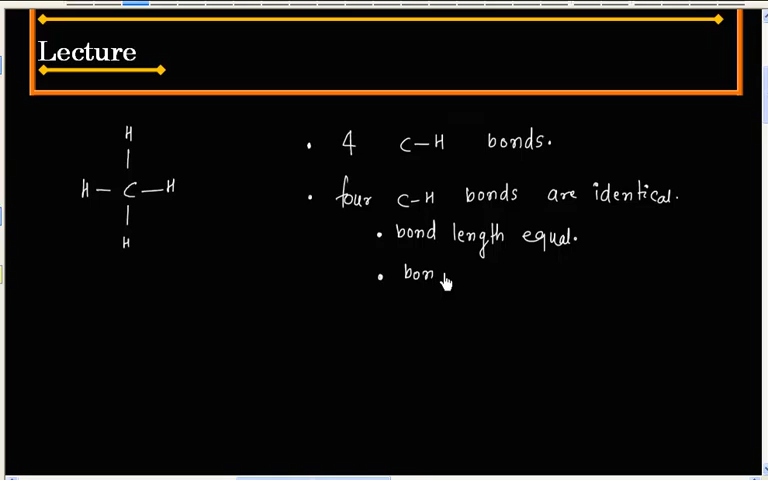 Lecture
H
H-C-H
H
• 4 C-H bonds.
• four C-H bonds are identical.
• bond length equal.
• bon